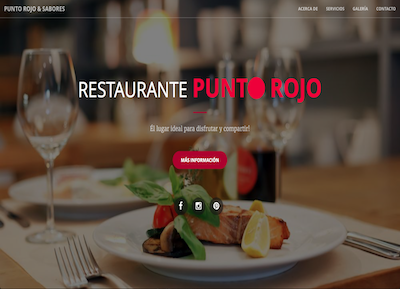 PUNTO ROJO & SABORES
ACERCA DE SERVICIOS GALERÍA CONTACTO
RESTAURANTE PUNTO ROJO
El lugar ideal para disfrutar y compartir!
MÁS INFORMACIÓN